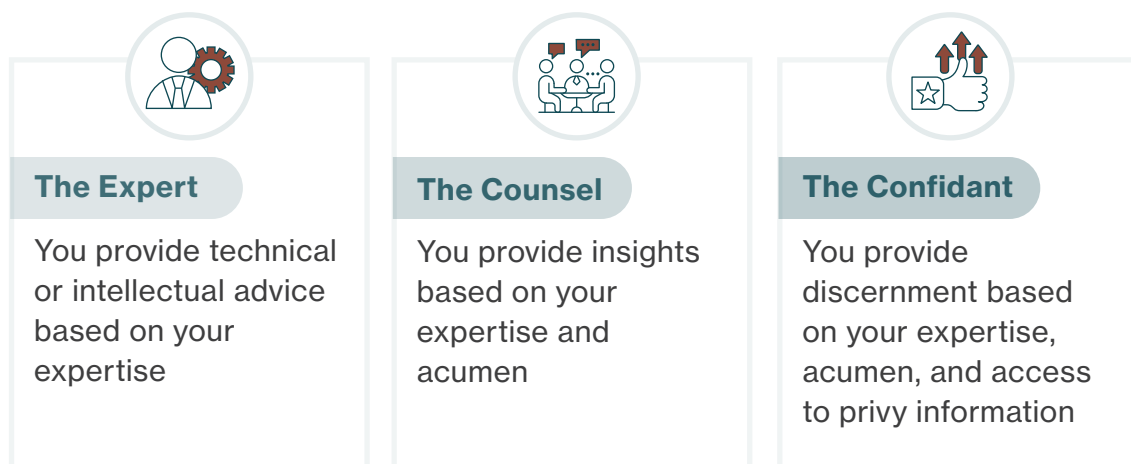 The Expert
You provide technical
or intellectual advice
based on your
expertise
The Counsel
You provide insights
based on your
expertise and
acumen
The Confidant
You provide
discernment based
on your expertise,
acumen, and access
to privy information